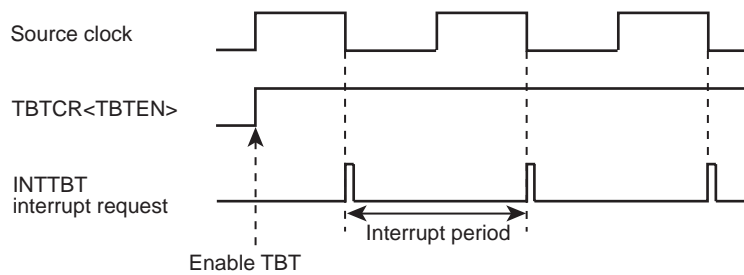 Source clock
TBTCR<TBTEN>
INTTBT
interrupt request
Interrupt period
Enable TBT